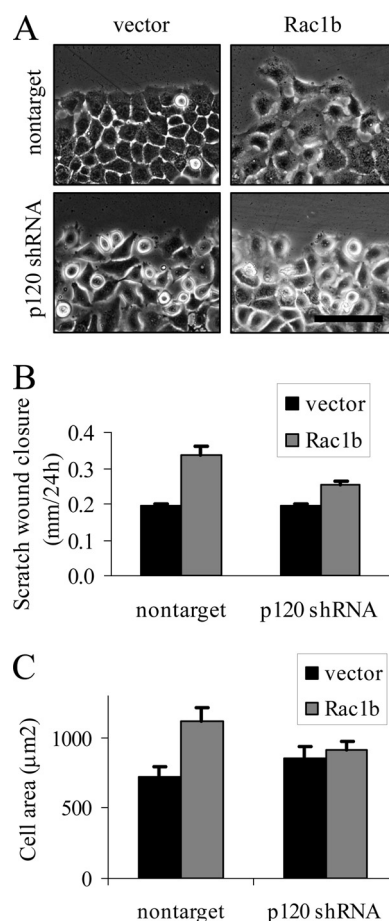 A
vector
Rac1b
nontarget
p120 shRNA
B
vector
Rac1b
Scratch wound closure
(mm/24h)
0.4
0.3
0.2
0.1
0.0
nontarget
p120 shRNA
C
vector
Rac1b
Cell area (µm2)
1000
500
0
nontarget
p120 shRNA